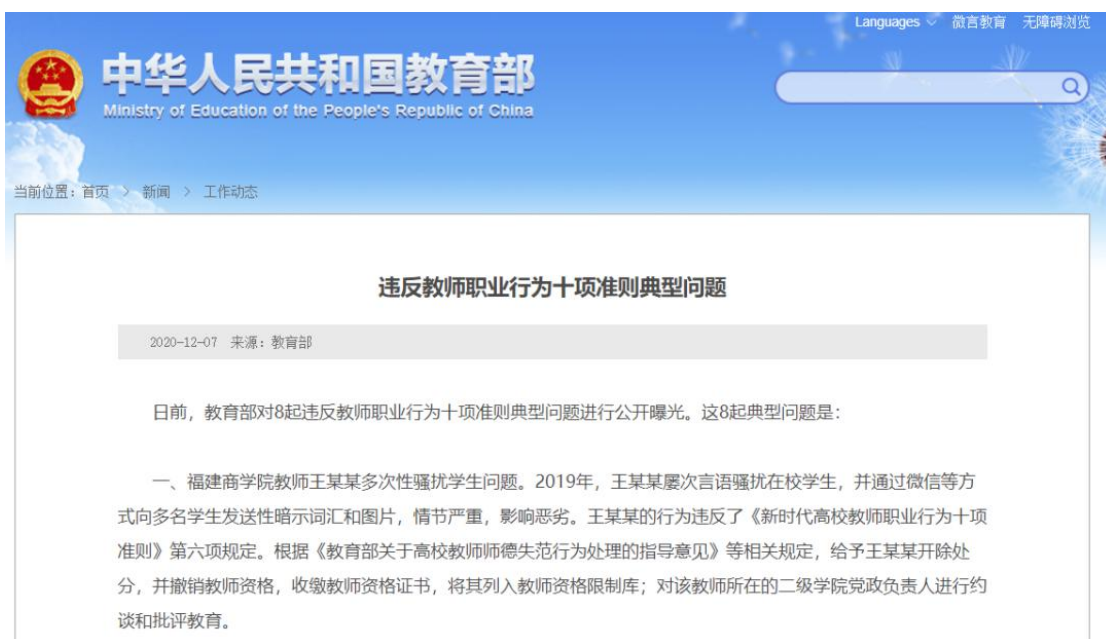 Languages 微言教育 无障碍浏览
中华人民共和国教育部
Ministry of Education of the People's Republic of China
当前位置：首页 > 新闻 > 工作动态
违反教师职业行为十项准则典型问题
2020-12-07 来源：教育部
日前，教育部对8起违反教师职业行为十项准则典型问题进行公开曝光。这8起典型问题是：
一、福建商学院教师王某某多次性骚扰学生问题。2019年，王某某屡次言语骚扰在校学生，并通过微信等方
式向多名学生发送性暗示词汇和图片，情节严重，影响恶劣。王某某的行为违反了《新时代高校教师职业行为十项
准则》第六项规定。根据《教育部关于高校教师师德失范行为处理的指导意见》等相关规定，给予王某某开除处
分，并撤销教师资格，收缴教师资格证书，将其列入教师资格限制库；对该教师所在的二级学院党政负责人进行约
谈和批评教育。